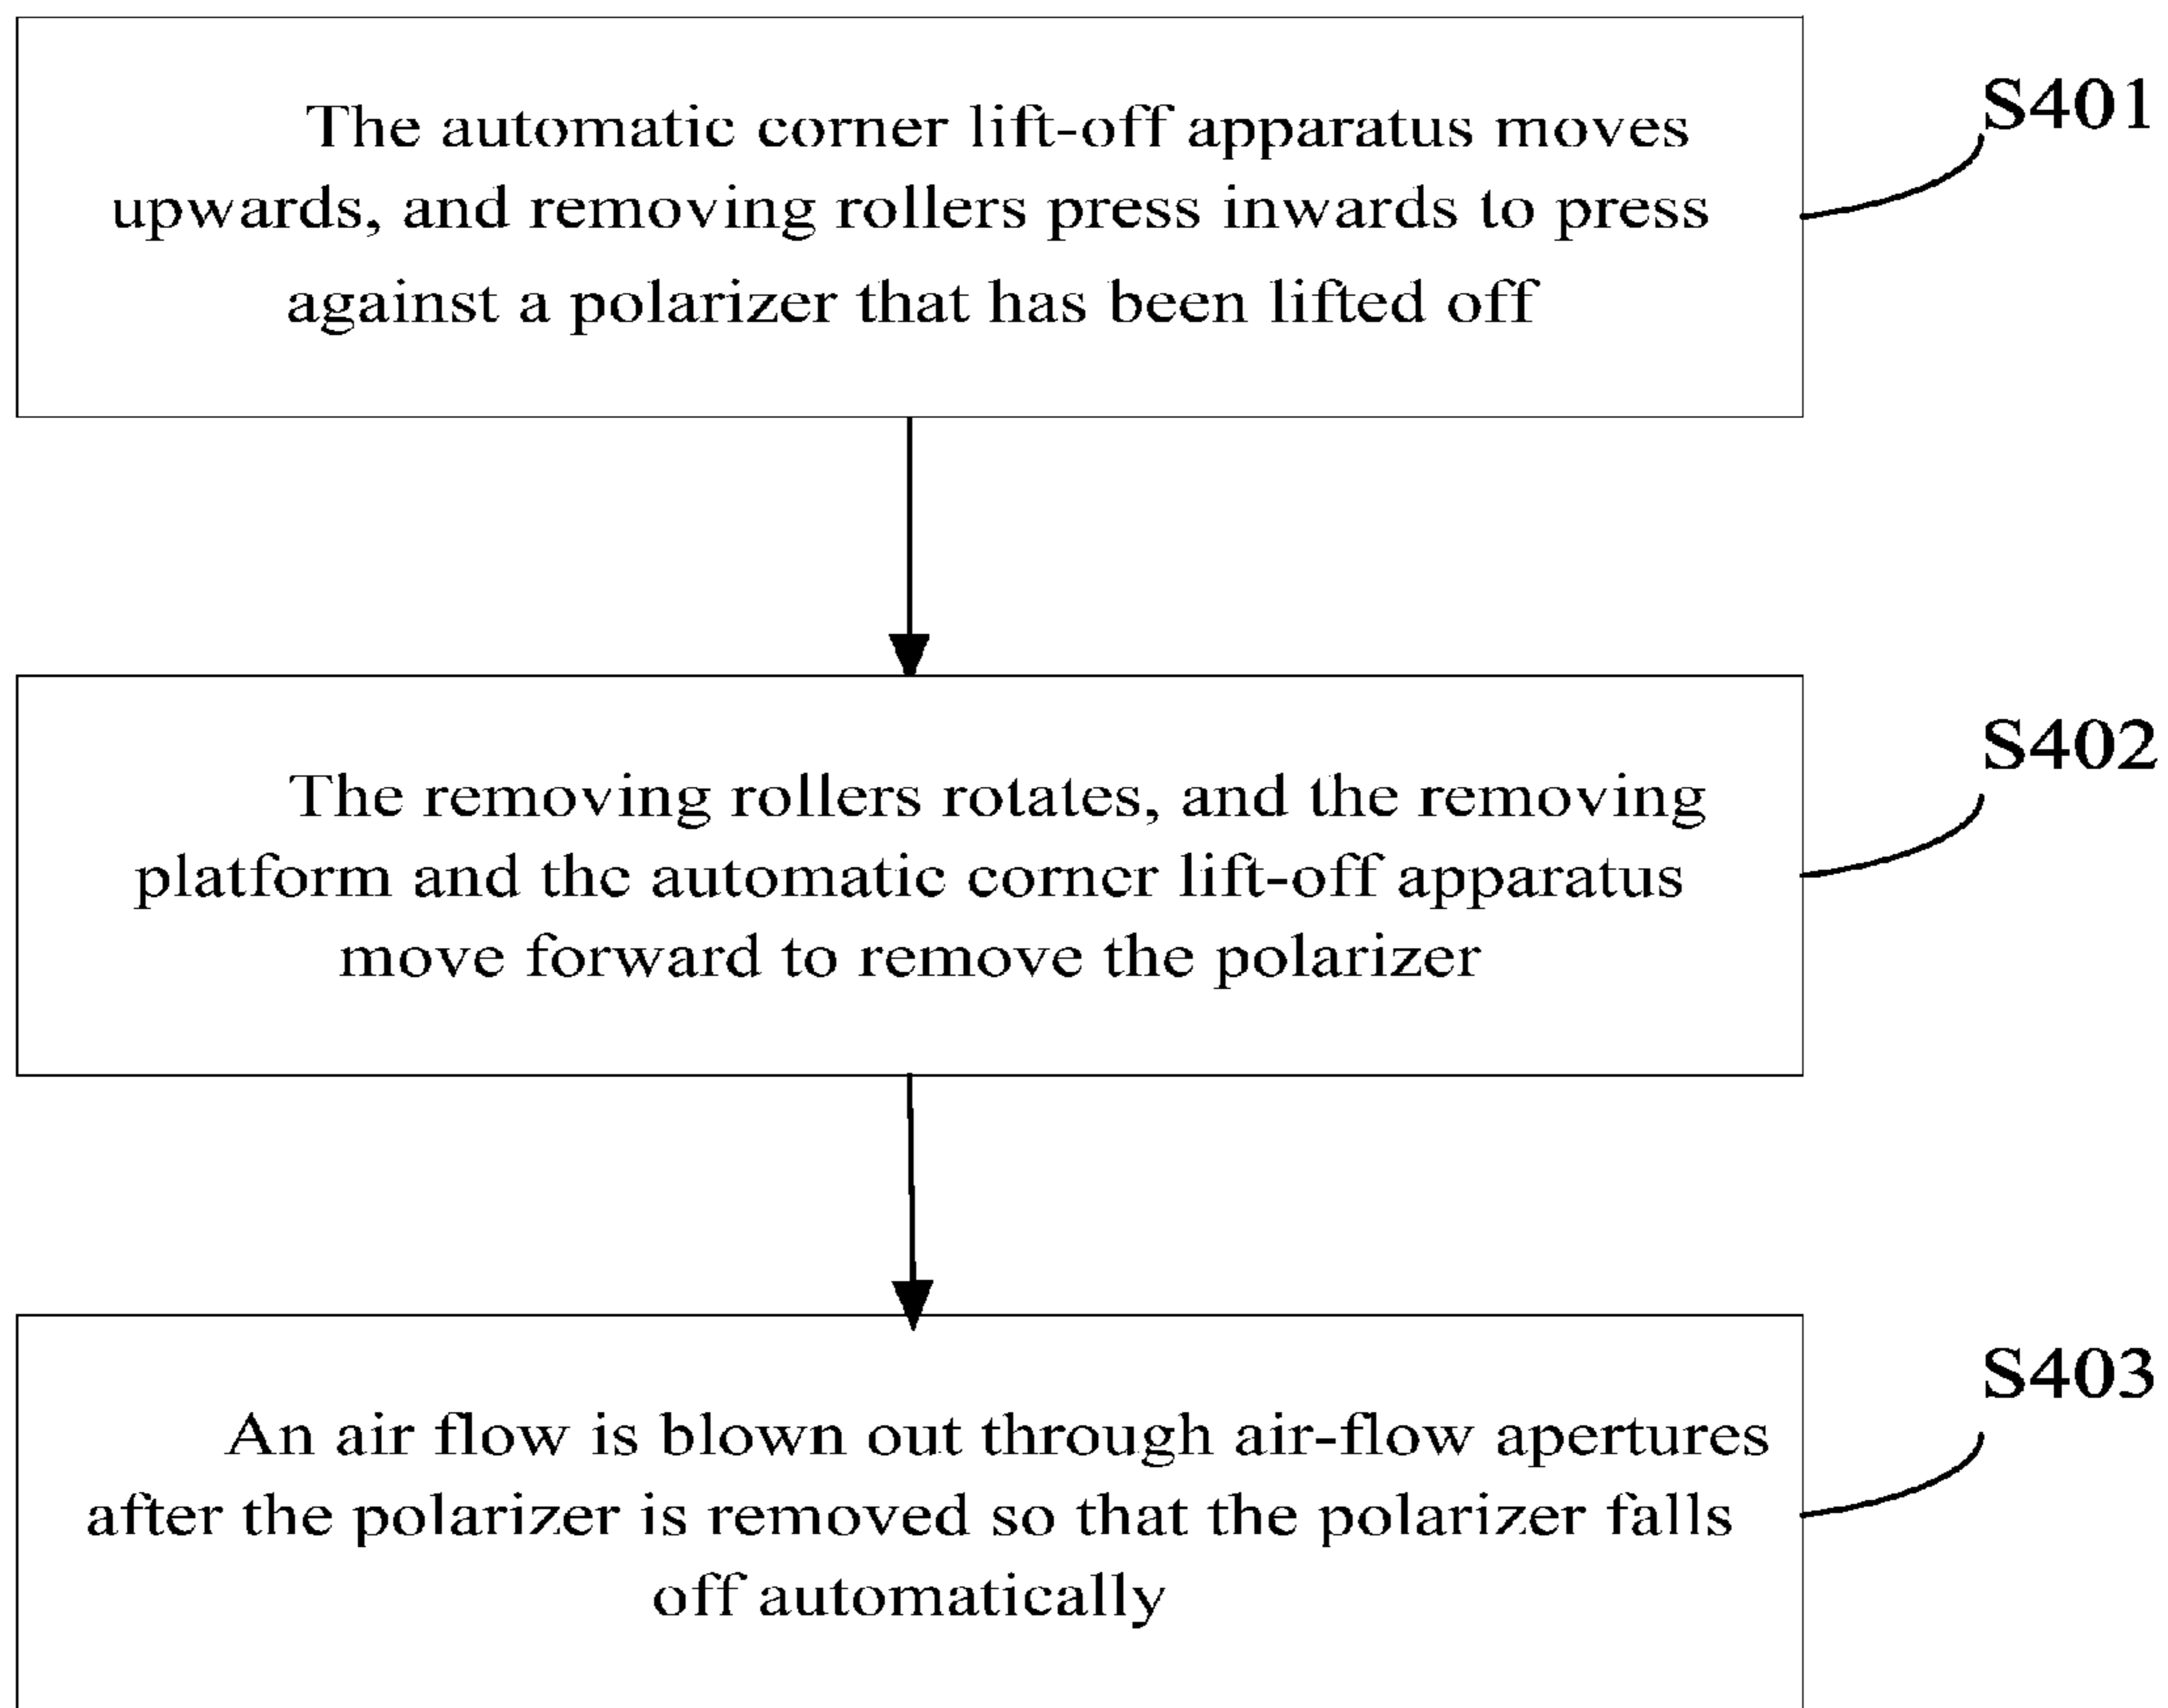 The automatic corner lift-off apparatus moves
upwards, and removing rollers press inwards to press
against a polarizer that has been lifted off
S401
The removing rollers rotates, and the removing
platform and the automatic corner lift-off apparatus
move forward to remove the polarizer
S402
An air flow is blown out through air-flow apertures
after the polarizer is removed so that the polarizer falls
off automatically
S403